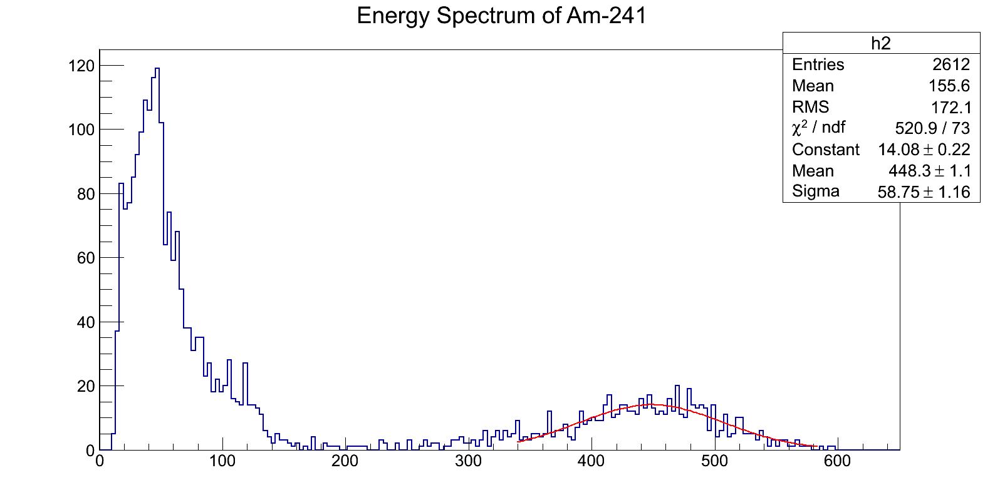 Energy Spectrum of Am-241
h2
Entries 2612
Mean 155.6
RMS 172.1
χ² / ndf 520.9 / 73
Constant 14.08 ± 0.22
Mean 448.3 ± 1.1
Sigma 58.75 ± 1.16
120
100
80
60
40
20
0
0 100 200 300 400 500 600